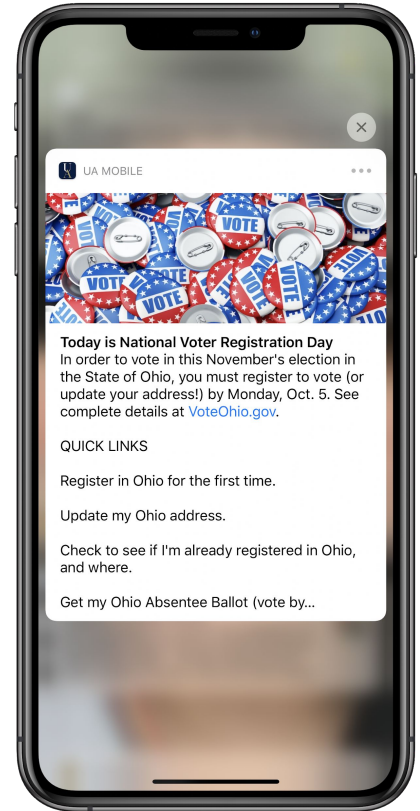 UA MOBILE
VOTE
VOTE
VOTE
VOTE
VOTE
VOTE
Today is National Voter Registration Day
In order to vote in this November's election in
the State of Ohio, you must register to vote (or
update your address!) by Monday, Oct. 5. See
complete details at VoteOhio.gov.
QUICK LINKS
Register in Ohio for the first time.
Update my Ohio address.
Check to see if I'm already registered in Ohio,
and where.
Get my Ohio Absentee Ballot (vote by...